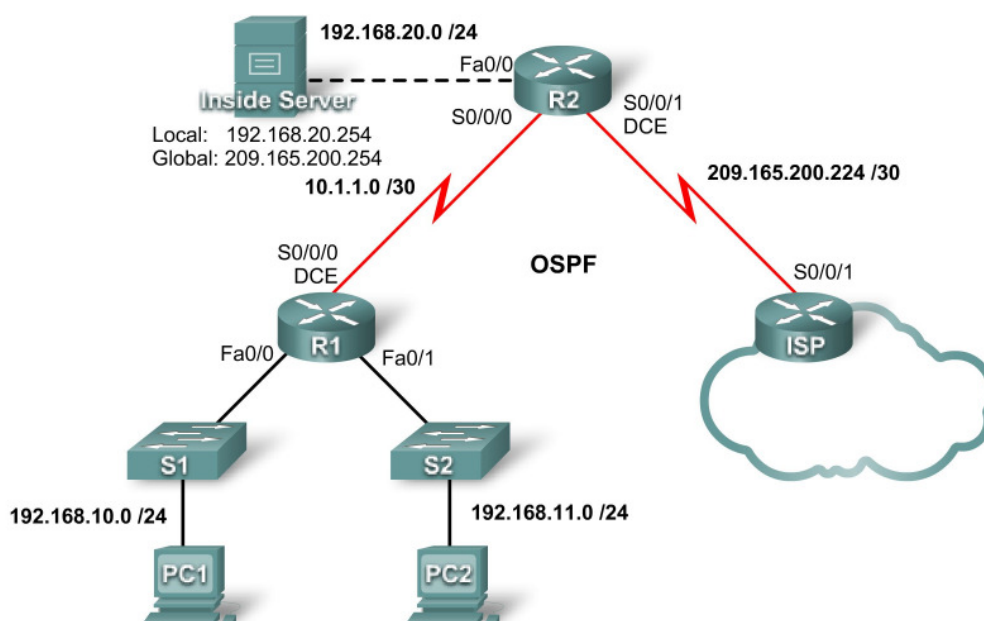 192.168.20.0 /24
Fa0/0
R2
Inside Server
S0/0/0
S0/0/1
DCE
Local: 192.168.20.254
Global: 209.165.200.254
10.1.1.0 /30
209.165.200.224 /30
S0/0/0
DCE
OSPF
S0/0/1
R1
ISP
Fa0/0
Fa0/1
S1
S2
192.168.10.0 /24
192.168.11.0 /24
PC1
PC2